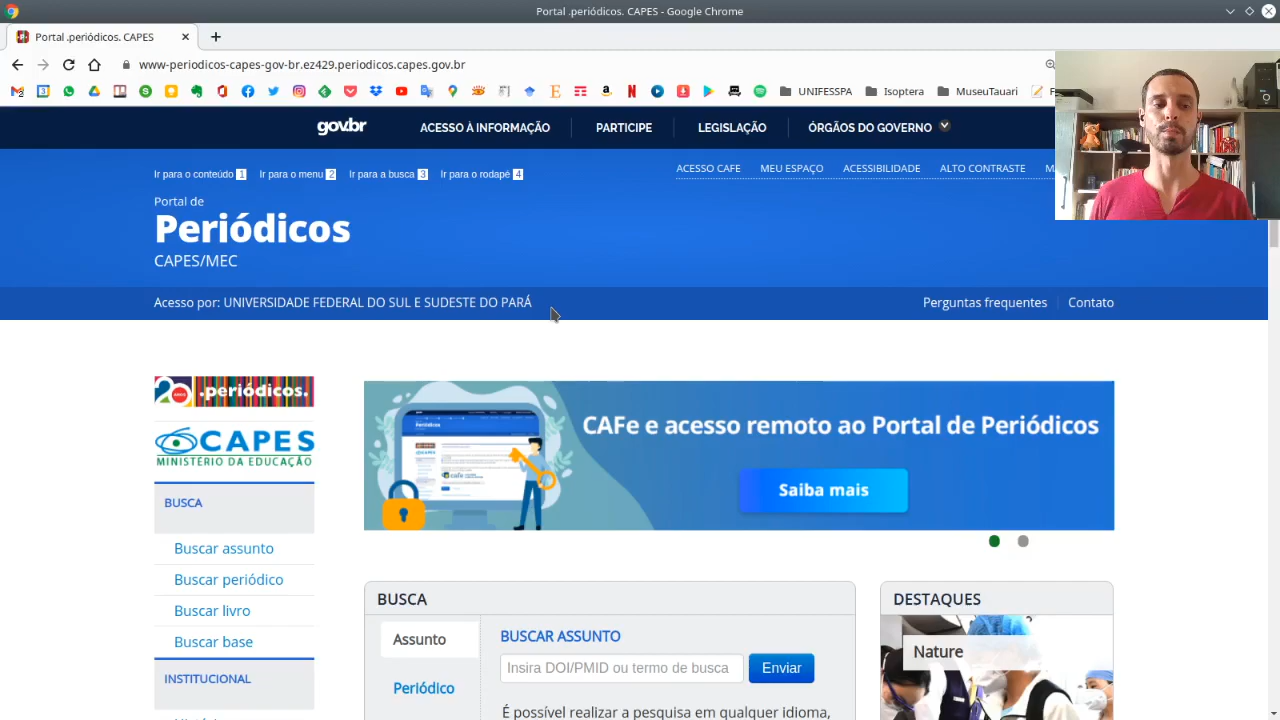 Portal .periódicos. CAPES - Google Chrome
Portal .periódicos. CAPES
www-periodicos-capes-gov-br.ez429.periodicos.capes.gov.br
UNIFESSPA
Isoptera
MuseuTauari
F
gov.br
ACESSO À INFORMAÇÃO
PARTICIPE
LEGISLAÇÃO
ÓRGÃOS DO GOVERNO
Ir para o conteúdo 1
Ir para o menu 2
Ir para a busca 3
Ir para o rodapé 4
ACESSO CAFE
MEU ESPAÇO
ACESSIBILIDADE
ALTO CONTRASTE
M
Portal de
Periódicos
CAPES/MEC
Acesso por: UNIVERSIDADE FEDERAL DO SUL E SUDESTE DO PARÁ
Perguntas frequentes
Contato
20 ANOS .periódicos.
CAPES
MINISTÉRIO DA EDUCAÇÃO
CAFe e acesso remoto ao Portal de Periódicos
Saiba mais
BUSCA
Buscar assunto
Buscar periódico
Buscar livro
Buscar base
INSTITUCIONAL
BUSCA
Assunto
Periódico
BUSCAR ASSUNTO
Insira DOI/PMID ou termo de busca
Enviar
É possível realizar a pesquisa em qualquer idioma,
DESTAQUES
Nature